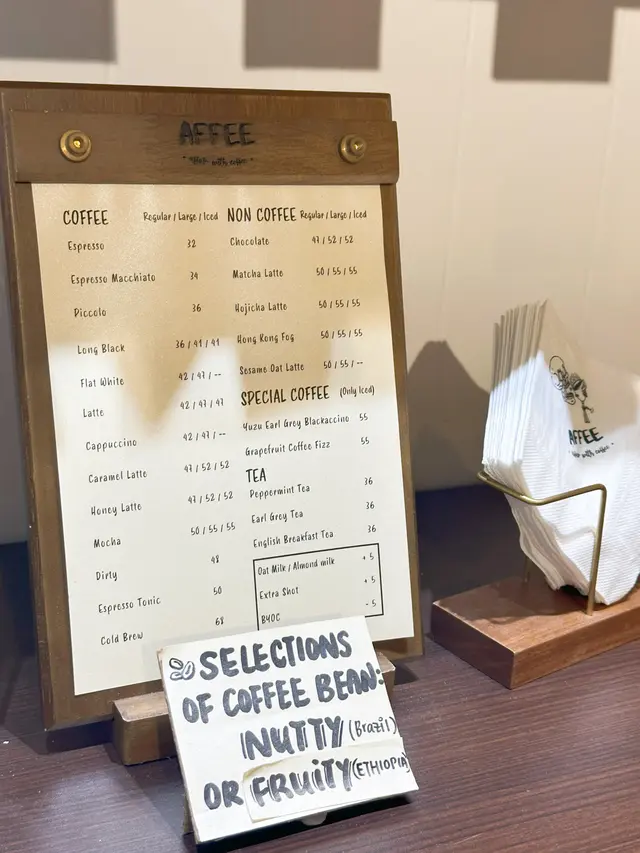 AFFEE
COFFEE Regular / Large / Iced
Espresso 32
Espresso Macchiato 34
Piccolo 36
Long Black 36 / 41 / 41
Flat White 42 / 47 / --
Latte 42 / 47 / 47
Cappuccino 42 / 47 / --
Caramel Latte 47 / 52 / 52
Honey Latte 47 / 52 / 52
Mocha 50 / 55 / 55
Dirty 48
Espresso Tonic 50
Cold Brew 68
NON COFFEE Regular / Large / Iced
Chocolate 47 / 52 / 52
Matcha Latte 50 / 55 / 55
Hojicha Latte 50 / 55 / 55
Hong Kong Fog 50 / 55 / 55
Sesame Oat Latte 50 / 55 / --
SPECIAL COFFEE (Only Iced)
Yuzu Earl Grey Blackaccino 55
Grapefruit Coffee Fizz 55
TEA
Peppermint Tea 36
Earl Grey Tea 36
English Breakfast Tea 36
Oat Milk / Almond milk + 5
Extra Shot + 5
BYOC - 5
SELECTIONS
OF COFFEE BEAN:
NUTTY (Brazil)
OR FRUITY (ETHIOPIA)
AFFEE